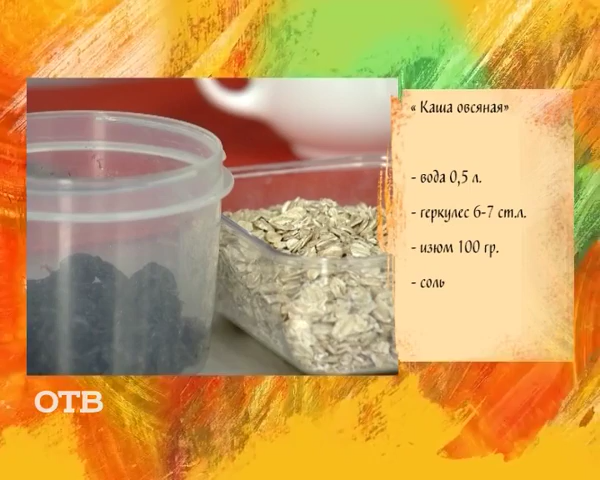 « Каша овсяная»
- вода 0,5 л.
- геркулес 6-7 ст.л.
- изюм 100 гр.
- соль
ОТВ